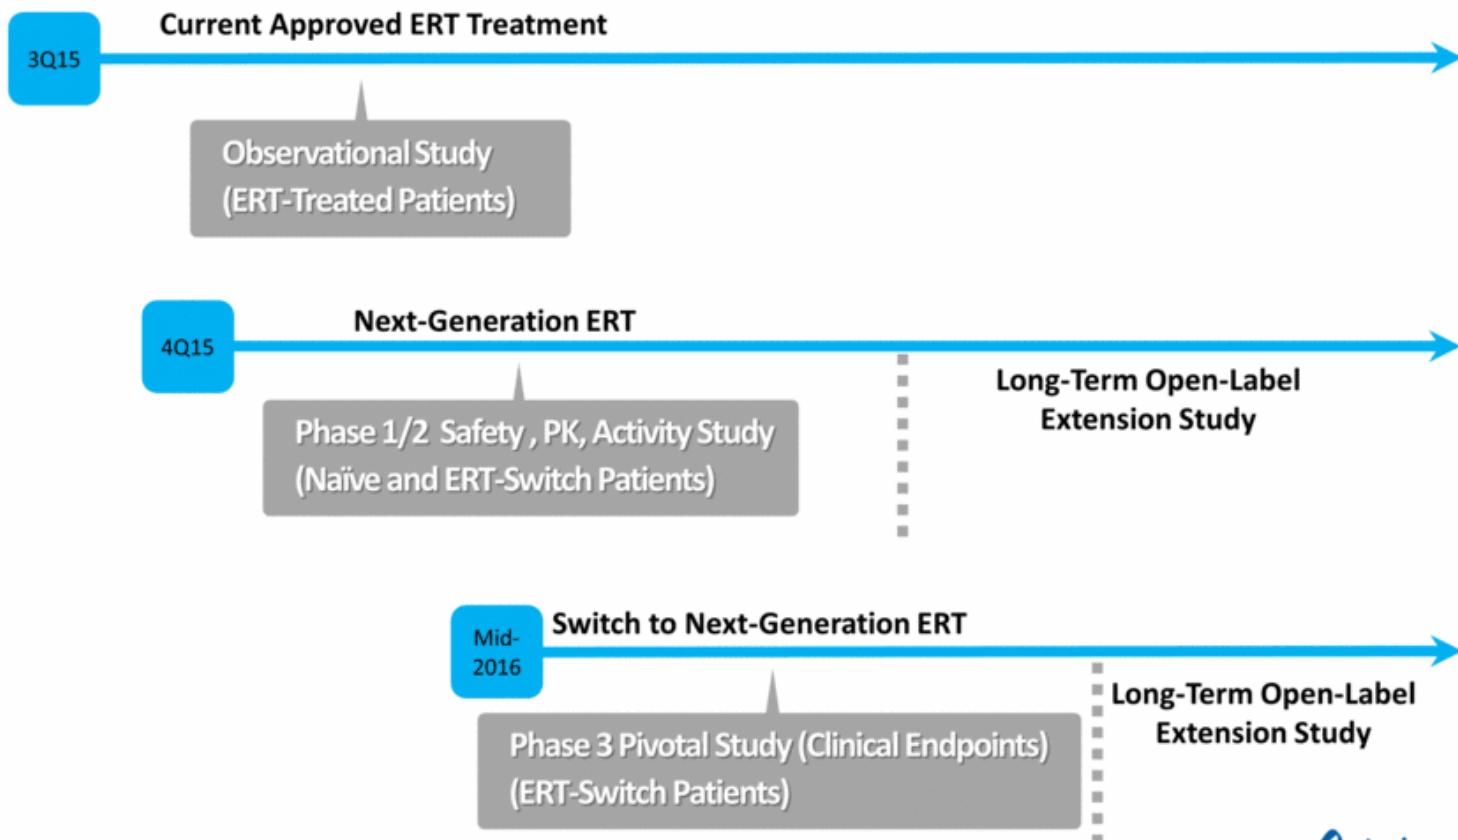 Current Approved ERT Treatment
3Q15
Observational Study
(ERT-Treated Patients)
Next-Generation ERT
4Q15
Long-Term Open-Label
Extension Study
Phase 1/2 Safety , PK, Activity Study
(Naïve and ERT-Switch Patients)
Switch to Next-Generation ERT
Mid-
2016
Long-Term Open-Label
Extension Study
Phase 3 Pivotal Study (Clinical Endpoints)
(ERT-Switch Patients)